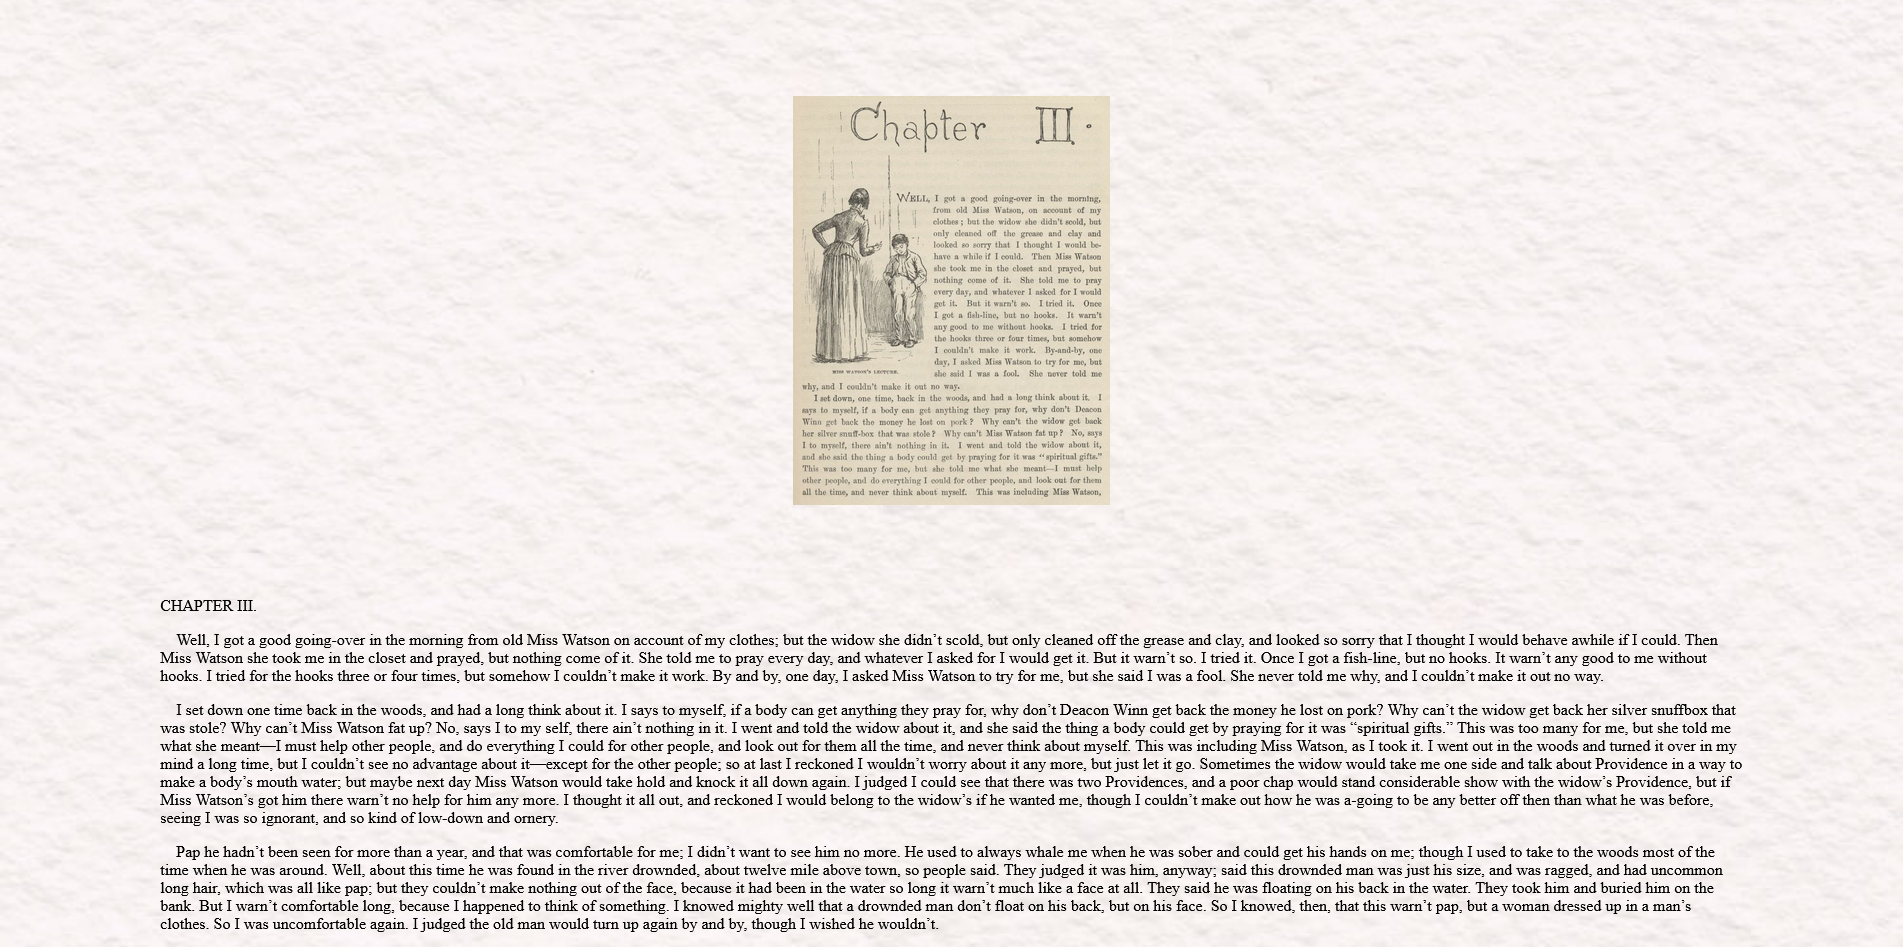 Chapter III.
WELL, I got a good going-over in the morning,
from old Miss Watson, on account of my
clothes; but the widow she didn't scold, but
only cleaned off the grease and clay and
looked so sorry that I thought I would be-
have a while if I could. Then Miss Watson
she took me in the closet and prayed, but
nothing come of it. She told me to pray
every day, and whatever I asked for I would
get it. But it warn't so. I tried it. Once
I got a fish-line, but no hooks. It warn't
any good to me without hooks. I tried for
the hooks three or four times, but somehow
I couldn't make it work. By-and-by, one
day, I asked Miss Watson to try for me, but
she said I was a fool. She never told me
MISS WATSON'S LECTURE.
why, and I couldn't make it out no way.
I set down, one time, back in the woods, and had a long think about it. I
says to myself, if a body can get anything they pray for, why don't Deacon
Winn get back the money he lost on pork? Why can't the widow get back
her silver snuff-box that was stole? Why can't Miss Watson fat up? No, says
I to myself, there ain't nothing in it. I went and told the widow about it,
and she said the thing a body could get by praying for it was "spiritual gifts."
This was too many for me, but she told me what she meant—I must help
other people, and do everything I could for other people, and look out for them
all the time, and never think about myself. This was including Miss Watson,
CHAPTER III.
Well, I got a good going-over in the morning from old Miss Watson on account of my clothes; but the widow she didn’t scold, but only cleaned off the grease and clay, and looked so sorry that I thought I would behave awhile if I could. Then
Miss Watson she took me in the closet and prayed, but nothing come of it. She told me to pray every day, and whatever I asked for I would get it. But it warn’t so. I tried it. Once I got a fish-line, but no hooks. It warn’t any good to me without
hooks. I tried for the hooks three or four times, but somehow I couldn’t make it work. By and by, one day, I asked Miss Watson to try for me, but she said I was a fool. She never told me why, and I couldn’t make it out no way.
I set down one time back in the woods, and had a long think about it. I says to myself, if a body can get anything they pray for, why don’t Deacon Winn get back the money he lost on pork? Why can’t the widow get back her silver snuffbox that
was stole? Why can’t Miss Watson fat up? No, says I to my self, there ain’t nothing in it. I went and told the widow about it, and she said the thing a body could get by praying for it was “spiritual gifts.” This was too many for me, but she told me
what she meant—I must help other people, and do everything I could for other people, and look out for them all the time, and never think about myself. This was including Miss Watson, as I took it. I went out in the woods and turned it over in my
mind a long time, but I couldn’t see no advantage about it—except for the other people; so at last I reckoned I wouldn’t worry about it any more, but just let it go. Sometimes the widow would take me one side and talk about Providence in a way to
make a body’s mouth water; but maybe next day Miss Watson would take hold and knock it all down again. I judged I could see that there was two Providences, and a poor chap would stand considerable show with the widow’s Providence, but if
Miss Watson’s got him there warn’t no help for him any more. I thought it all out, and reckoned I would belong to the widow’s if he wanted me, though I couldn’t make out how he was a-going to be any better off then than what he was before,
seeing I was so ignorant, and so kind of low-down and ornery.
Pap he hadn’t been seen for more than a year, and that was comfortable for me; I didn’t want to see him no more. He used to always whale me when he was sober and could get his hands on me; though I used to take to the woods most of the
time when he was around. Well, about this time he was found in the river drownded, about twelve mile above town, so people said. They judged it was him, anyway; said this drownded man was just his size, and was ragged, and had uncommon
long hair, which was all like pap; but they couldn’t make nothing out of the face, because it had been in the water so long it warn’t much like a face at all. They said he was floating on his back in the water. They took him and buried him on the
bank. But I warn’t comfortable long, because I happened to think of something. I knowed mighty well that a drownded man don’t float on his back, but on his face. So I knowed, then, that this warn’t pap, but a woman dressed up in a man’s
clothes. So I was uncomfortable again. I judged the old man would turn up again by and by, though I wished he wouldn’t.